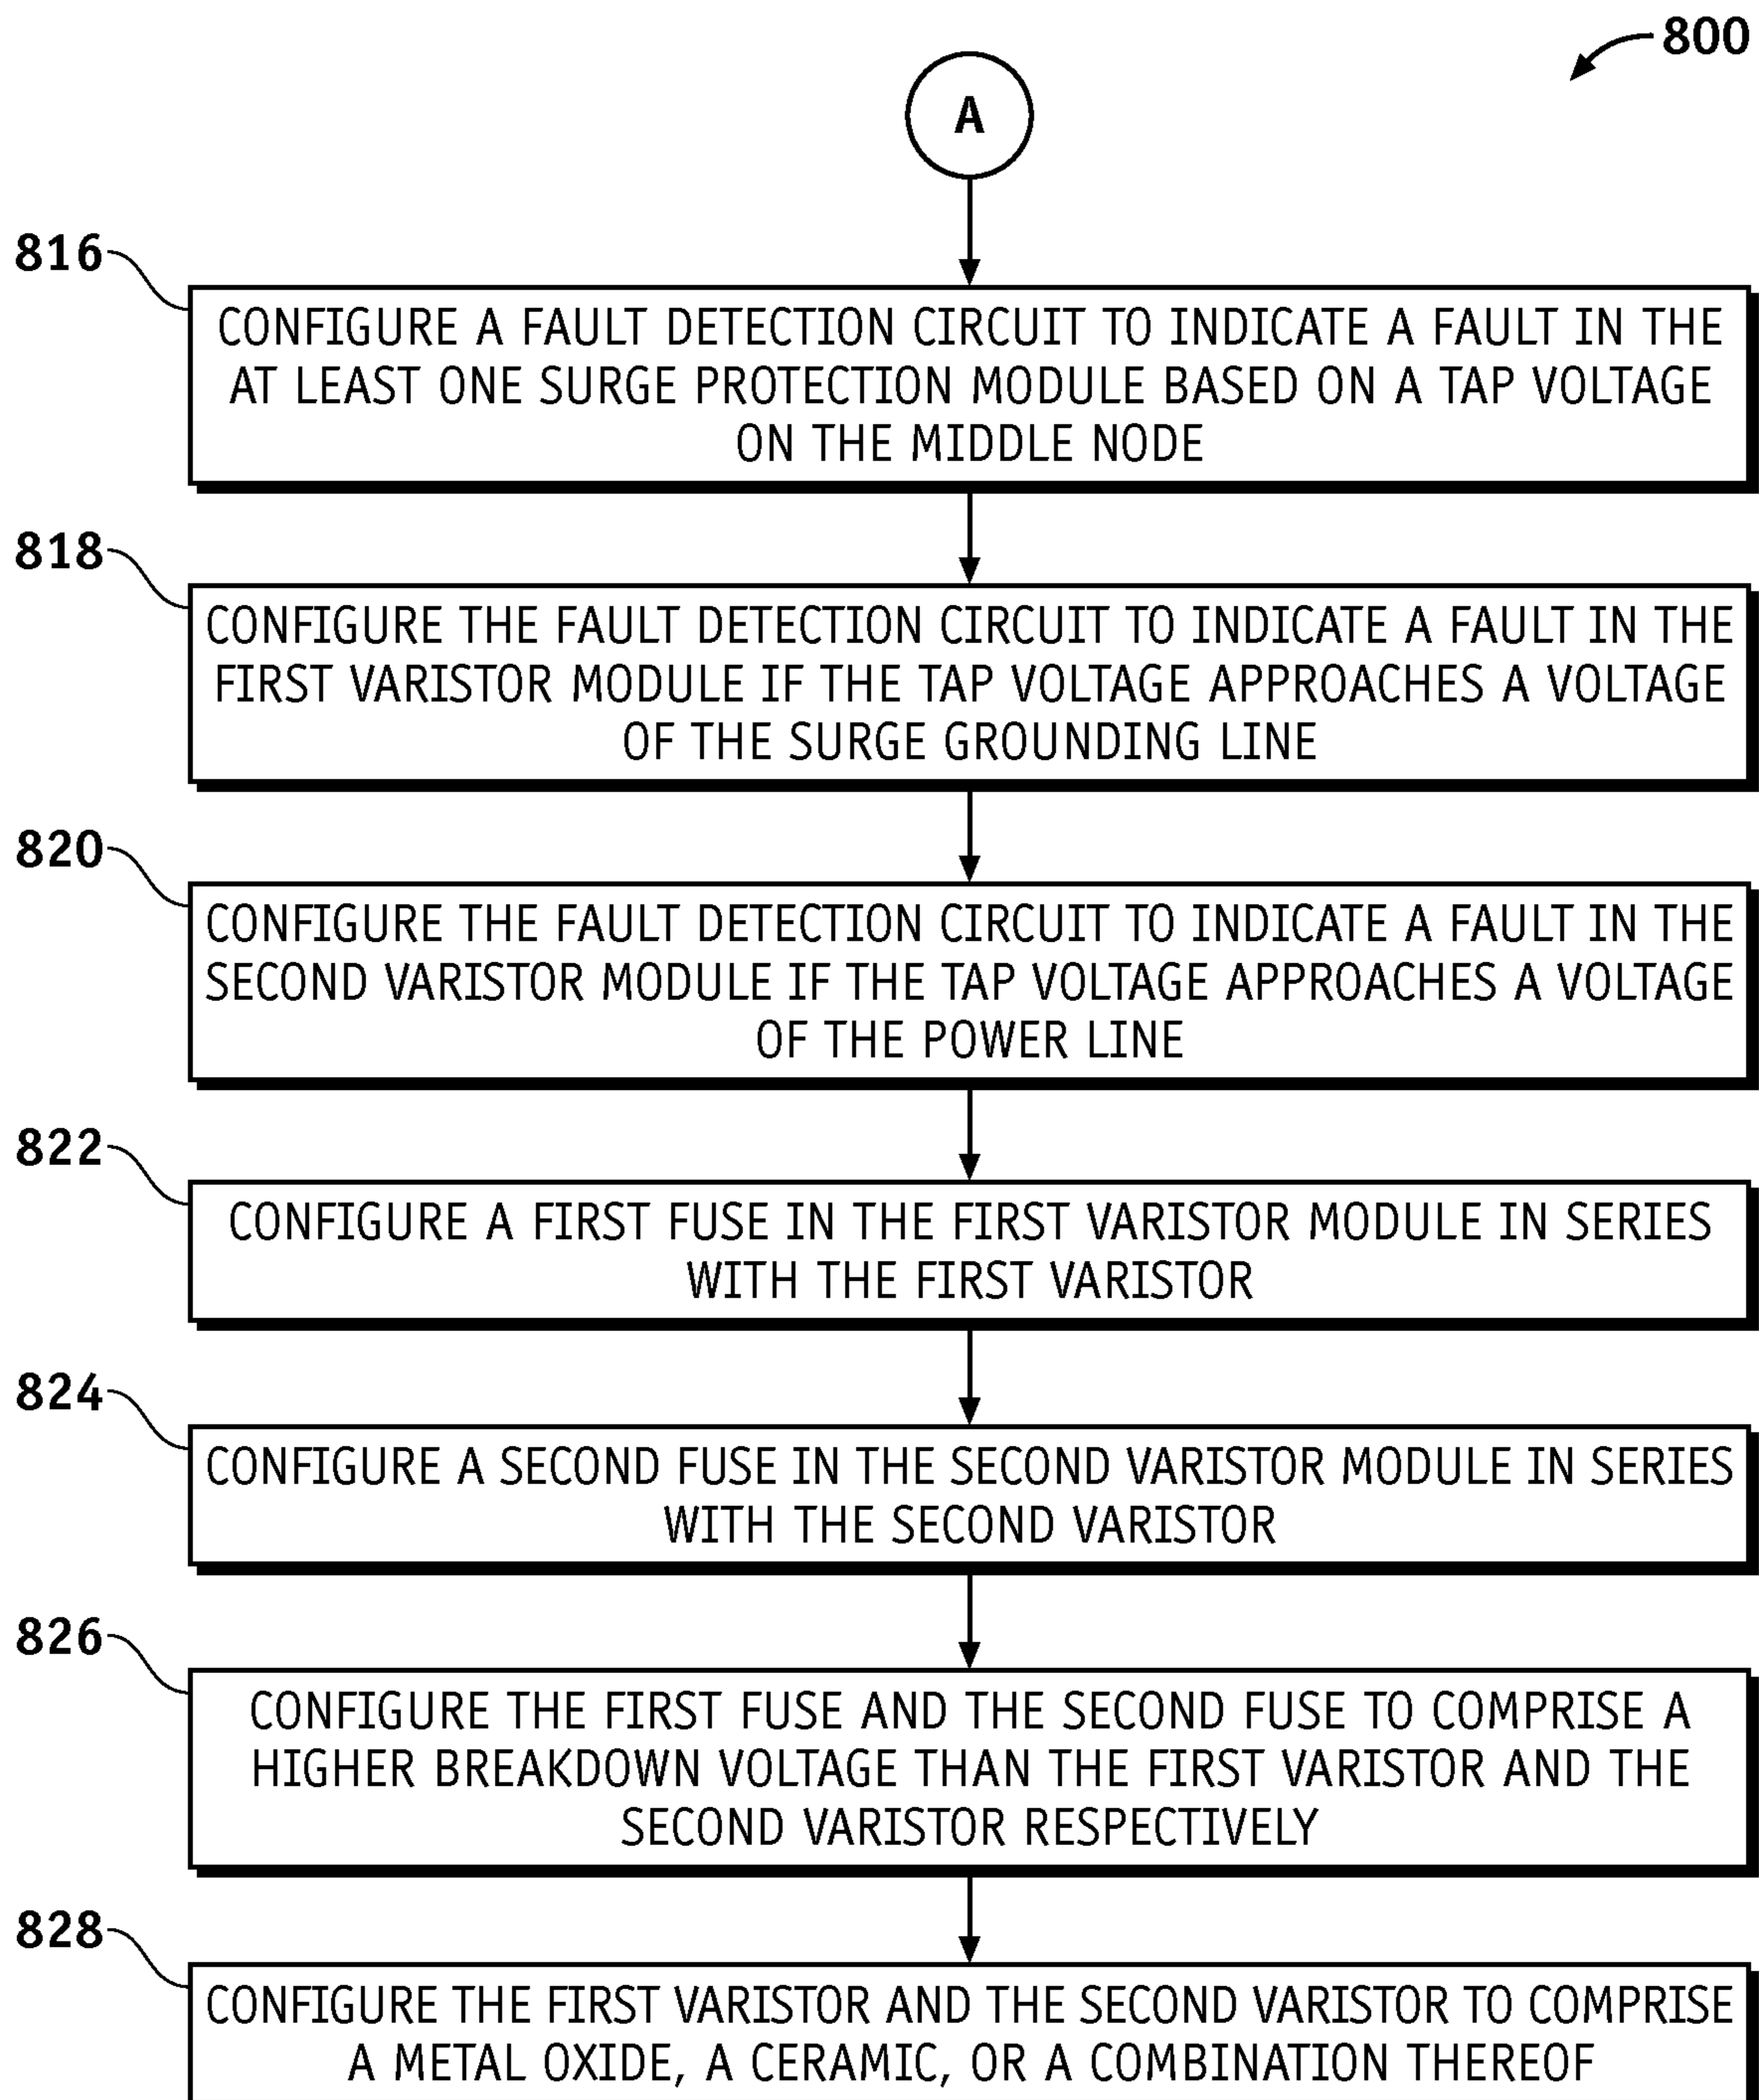 800
A
816
CONFIGURE A FAULT DETECTION CIRCUIT TO INDICATE A FAULT IN THE
AT LEAST ONE SURGE PROTECTION MODULE BASED ON A TAP VOLTAGE
ON THE MIDDLE NODE
818
CONFIGURE THE FAULT DETECTION CIRCUIT TO INDICATE A FAULT IN THE
FIRST VARISTOR MODULE IF THE TAP VOLTAGE APPROACHES A VOLTAGE
OF THE SURGE GROUNDING LINE
820
CONFIGURE THE FAULT DETECTION CIRCUIT TO INDICATE A FAULT IN THE
SECOND VARISTOR MODULE IF THE TAP VOLTAGE APPROACHES A VOLTAGE
OF THE POWER LINE
822
CONFIGURE A FIRST FUSE IN THE FIRST VARISTOR MODULE IN SERIES
WITH THE FIRST VARISTOR
824
CONFIGURE A SECOND FUSE IN THE SECOND VARISTOR MODULE IN SERIES
WITH THE SECOND VARISTOR
826
CONFIGURE THE FIRST FUSE AND THE SECOND FUSE TO COMPRISE A
HIGHER BREAKDOWN VOLTAGE THAN THE FIRST VARISTOR AND THE
SECOND VARISTOR RESPECTIVELY
828
CONFIGURE THE FIRST VARISTOR AND THE SECOND VARISTOR TO COMPRISE
A METAL OXIDE, A CERAMIC, OR A COMBINATION THEREOF